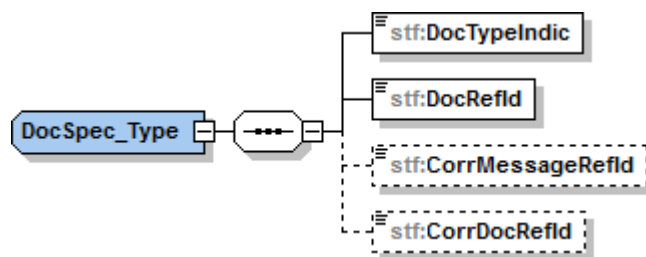 stf:DocTypeIndic
stf:DocRefId
DocSpec_Type
stf:CorrMessageRefId
stf:CorrDocRefId